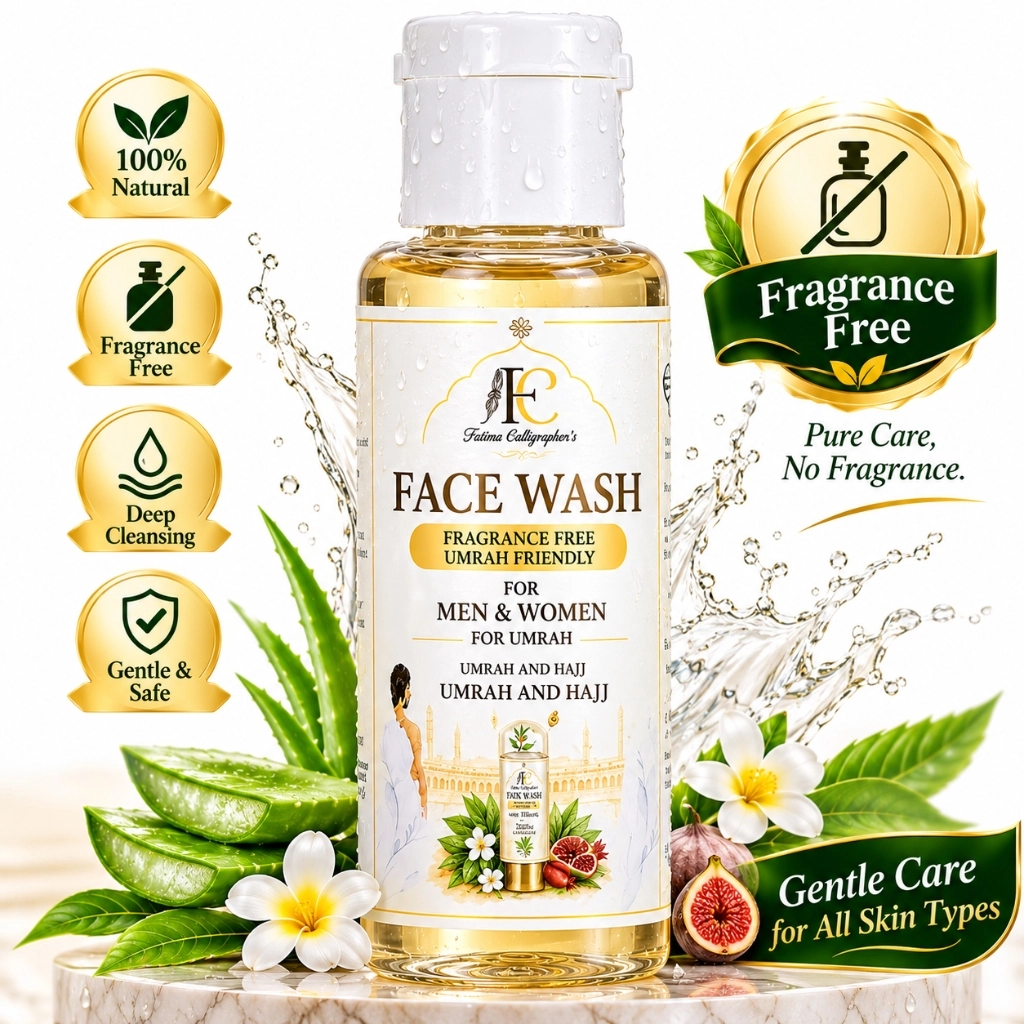 100%
Natural
Fragrance
Free
Deep
Cleansing
Gentle &
Safe
FC
Fatima Calligrapher's
FACE WASH
FRAGRANCE FREE
UMRAH FRIENDLY
FOR
MEN & WOMEN
FOR UMRAH
UMRAH AND HAJJ
UMRAH AND HAJJ
Fragrance
Free
Pure Care,
No Fragrance.
Gentle Care
for All Skin Types